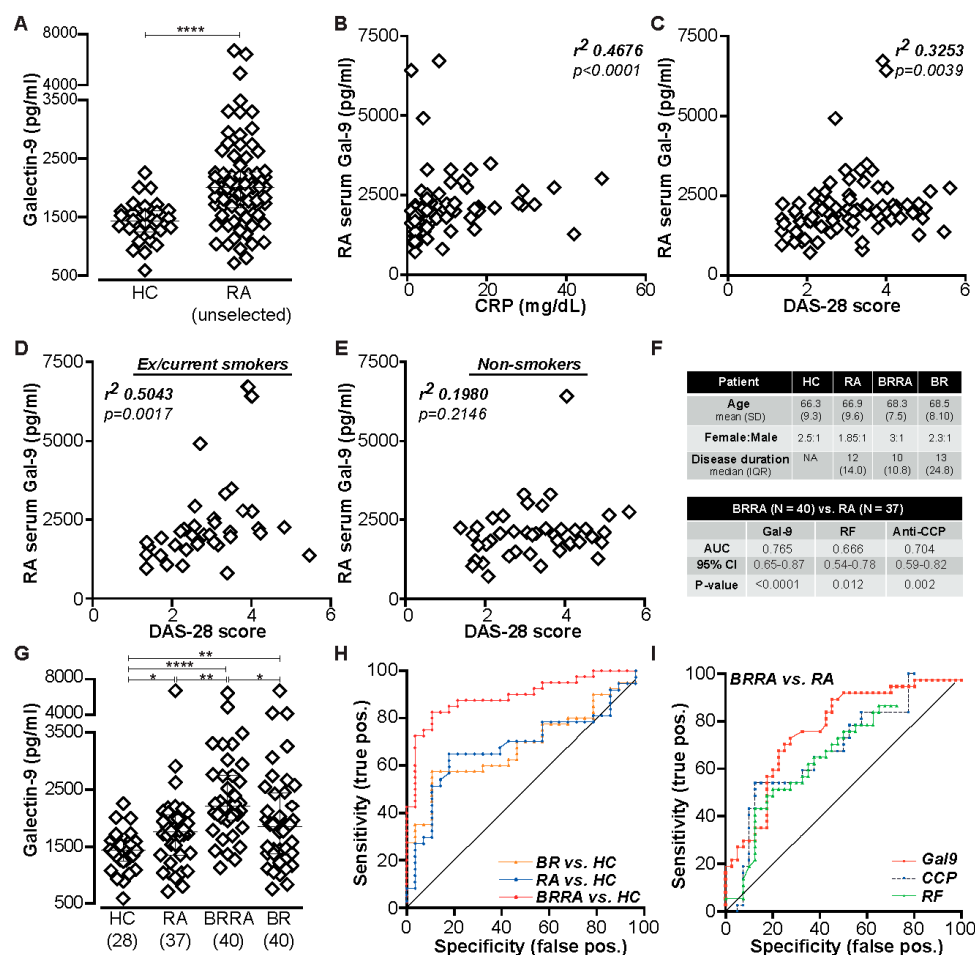 A
****
8000
4000
3500
2500
1500
500
Galectin-9 (pg/ml)
HC
RA
(unselected)
B
r² 0.4676
p<0.0001
7500
5000
2500
0
RA serum Gal-9 (pg/ml)
0 20 40 60
CRP (mg/dL)
C
r² 0.3253
p=0.0039
7500
5000
2500
0
RA serum Gal-9 (pg/ml)
0 2 4 6
DAS-28 score
D
Ex/current smokers
r² 0.5043
p=0.0017
7500
5000
2500
0
RA serum Gal-9 (pg/ml)
0 2 4 6
DAS-28 score
E
Non-smokers
r² 0.1980
p=0.2146
7500
5000
2500
0
RA serum Gal-9 (pg/ml)
0 2 4 6
DAS-28 score
F
Patient HC RA BRRA BR
Age 66.3 66.9 68.3 68.5
mean (SD) (9.3) (9.6) (7.5) (8.10)
Female:Male 2.5:1 1.85:1 3:1 2.3:1
Disease duration NA 12 10 13
median (IQR) (14.0) (10.8) (24.8)
BRRA (N = 40) vs. RA (N = 37)
Gal-9 RF Anti-CCP
AUC 0.765 0.666 0.704
95% CI 0.65-0.87 0.54-0.78 0.59-0.82
P-value <0.0001 0.012 0.002
G
**
****
* ** *
8000
4000
3500
2500
1500
500
Galectin-9 (pg/ml)
HC RA BRRA BR
(28) (37) (40) (40)
H
100
80
60
40
20
0
Sensitivity (true pos.)
BR vs. HC
RA vs. HC
BRRA vs. HC
0 20 40 60 80 100
Specificity (false pos.)
I
BRRA vs. RA
100
80
60
40
20
0
Sensitivity (true pos.)
Gal9
CCP
RF
0 20 40 60 80 100
Specificity (false pos.)